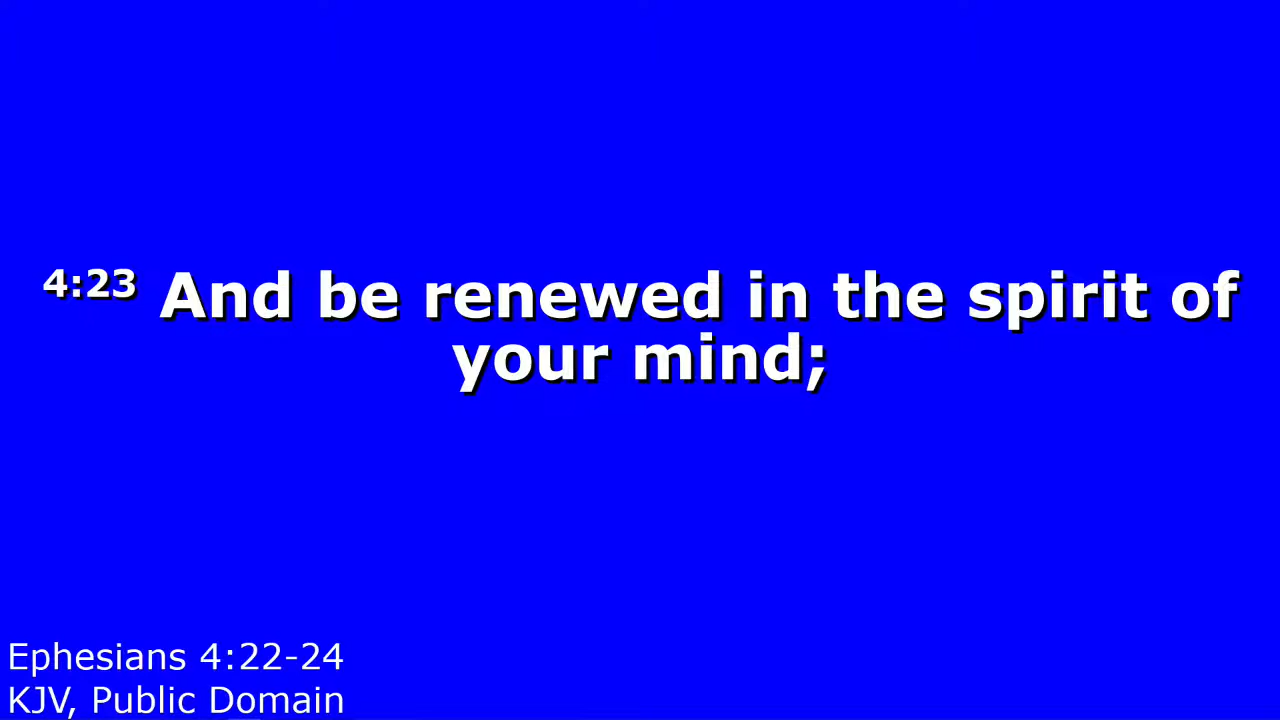 4:23 And be renewed in the spirit of
your mind;
Ephesians 4:22-24
KJV, Public Domain